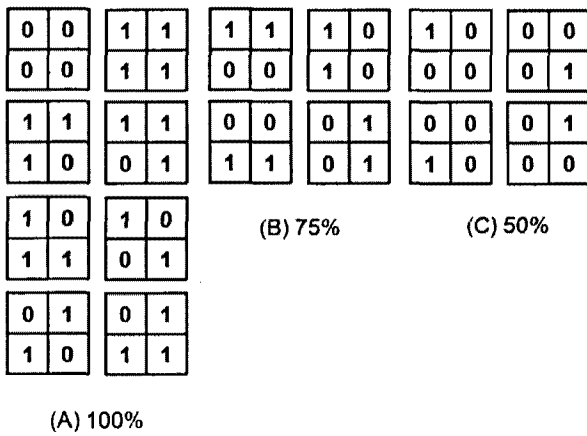 0 0 1 1 1 1 1 0 1 0 0 0
0 0 1 1 0 0 1 0 0 0 0 1
1 1 1 1 0 0 0 1 0 0 0 1
1 0 0 1 1 1 0 1 1 0 0 0
(B) 75% (C) 50%
1 0 1 0
1 1 0 1
0 1 0 1
1 0 1 1
(A) 100%